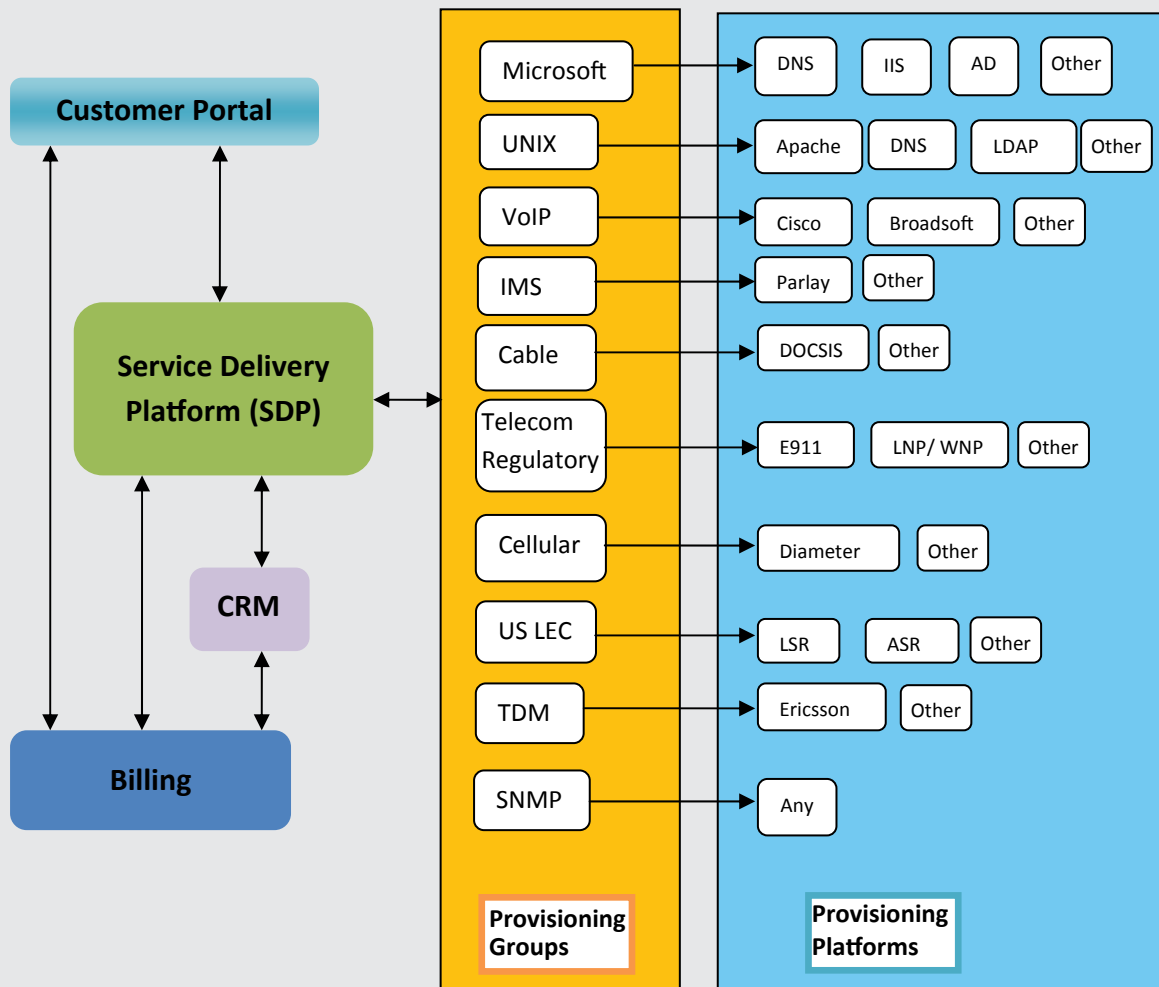 Customer Portal
Service Delivery
Platform (SDP)
CRM
Billing
Microsoft
DNS
IIS
AD
Other
UNIX
Apache
DNS
LDAP
Other
VoIP
Cisco
Broadsoft
Other
IMS
Parlay
Other
Cable
DOCSIS
Other
Telecom
Regulatory
E911
LNP/ WNP
Other
Cellular
Diameter
Other
US LEC
LSR
ASR
Other
TDM
Ericsson
Other
SNMP
Any
Provisioning
Groups
Provisioning
Platforms